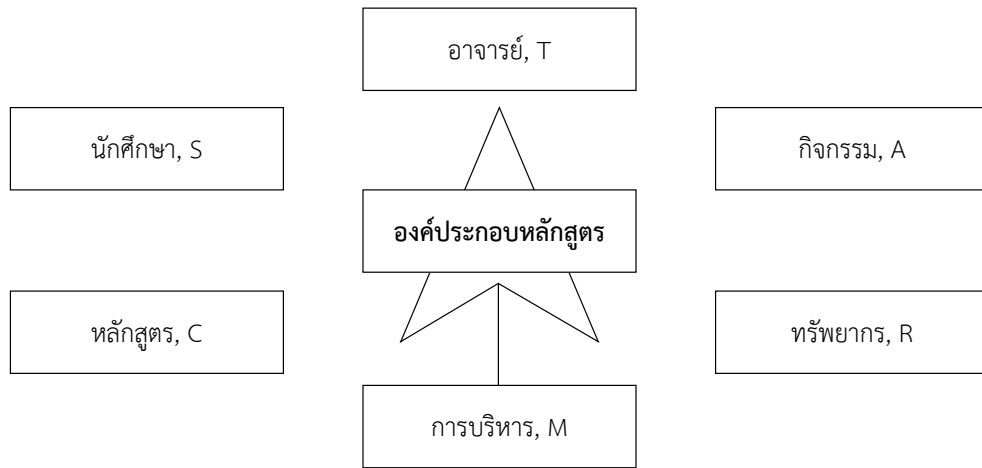 อาจารย์, T
นักศึกษา, S
กิจกรรม, A
องค์ประกอบหลักสูตร
หลักสูตร, C
ทรัพยากร, R
การบริหาร, M